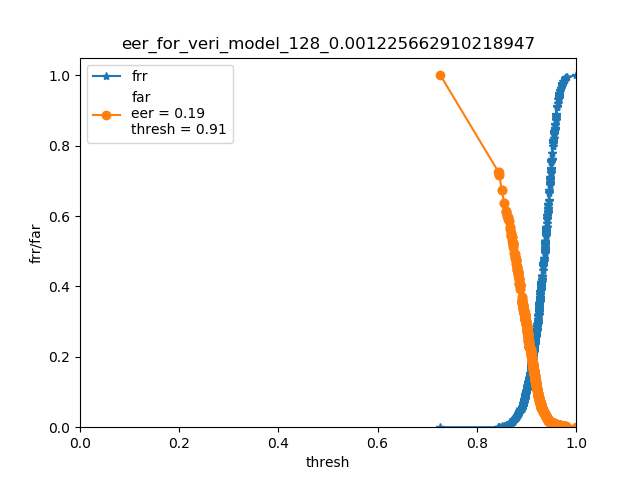 eer_for_veri_model_128_0.001225662910218947
frr
far
eer = 0.19
thresh = 0.91
1.0
0.8
0.6
0.4
0.2
0.0
frr/far
0.0 0.2 0.4 0.6 0.8 1.0
thresh